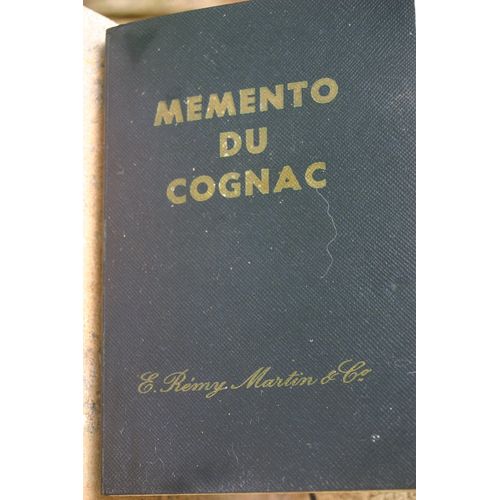 MEMENTO
DU
COGNAC
E. Rémy Martin & Co